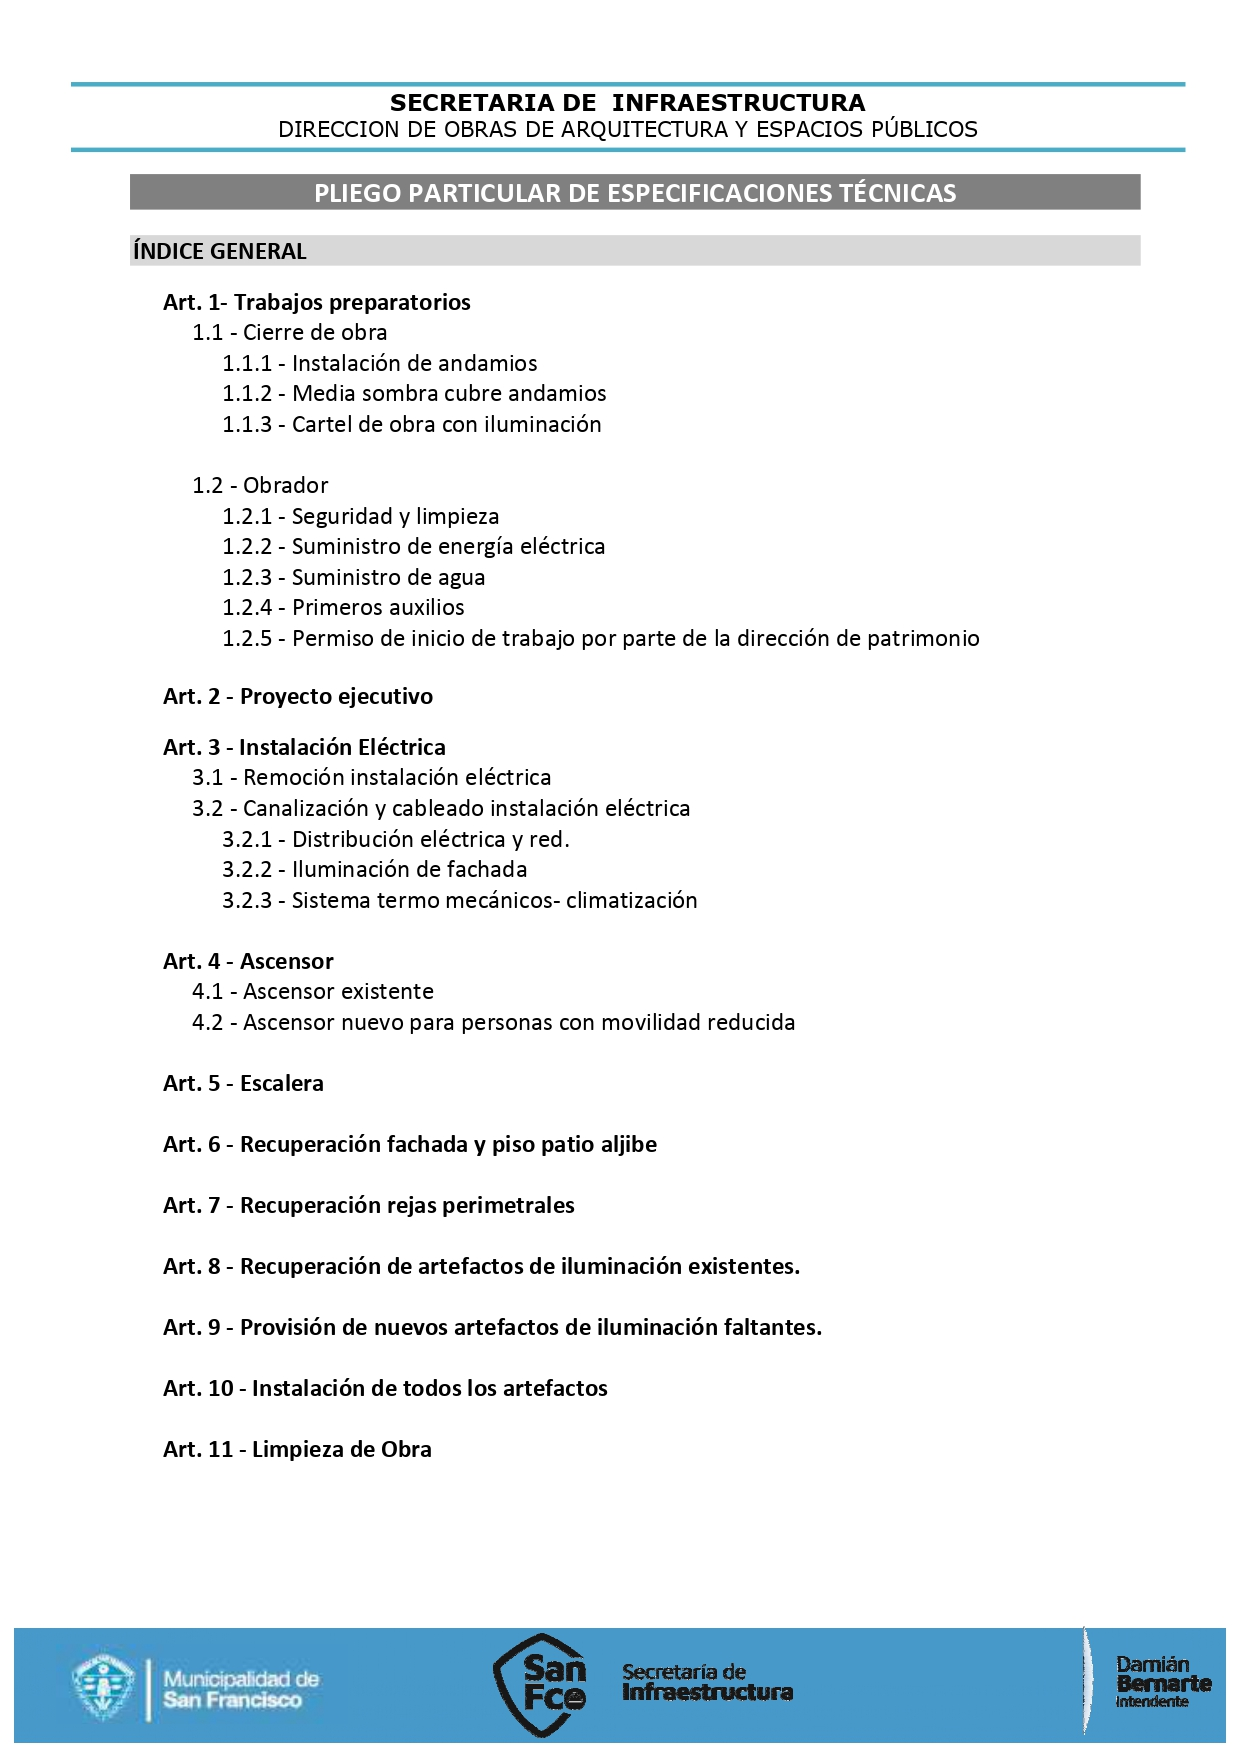 SECRETARIA DE  INFRAESTRUCTURA
DIRECCION DE OBRAS DE ARQUITECTURA Y ESPACIOS PÚBLICOS
PLIEGO PARTICULAR DE ESPECIFICACIONES TÉCNICAS
ÍNDICE GENERAL
Art. 1- Trabajos preparatorios
1.1 - Cierre de obra
1.1.1 - Instalación de andamios
1.1.2 - Media sombra cubre andamios
1.1.3 - Cartel de obra con iluminación
1.2 - Obrador
1.2.1 - Seguridad y limpieza
1.2.2 - Suministro de energía eléctrica
1.2.3 - Suministro de agua
1.2.4 - Primeros auxilios
1.2.5 - Permiso de inicio de trabajo por parte de la dirección de patrimonio
Art. 2 - Proyecto ejecutivo
Art. 3 - Instalación Eléctrica
3.1 - Remoción instalación eléctrica
3.2 - Canalización y cableado instalación eléctrica
3.2.1 - Distribución eléctrica y red.
3.2.2 - Iluminación de fachada
3.2.3 - Sistema termo mecánicos- climatización
Art. 4 - Ascensor
4.1 - Ascensor existente
4.2 - Ascensor nuevo para personas con movilidad reducida
Art. 5 - Escalera
Art. 6 - Recuperación fachada y piso patio aljibe
Art. 7 - Recuperación rejas perimetrales
Art. 8 - Recuperación de artefactos de iluminación existentes.
Art. 9 - Provisión de nuevos artefactos de iluminación faltantes.
Art. 10 - Instalación de todos los artefactos
Art. 11 - Limpieza de Obra
Municipalidad de
San Francisco
San
Fco
Secretaría de
Infraestructura
Damián
Bernarte
Intendente